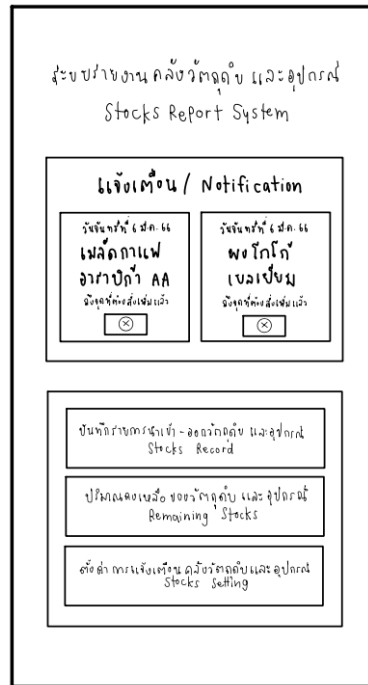 ระบบรายงานคลังวัตถุดิบ และอุปกรณ์
Stocks Report System
แจ้งเตือน / Notification
วันจันทร์ที่ 6 มี.ค. 66
เมล็ดกาแฟ
อาราบิก้า AA
ถึงจุดที่ต้องสั่งเพิ่มแล้ว
วันจันทร์ที่ 6 มี.ค. 66
ผงโกโก้
เบลเยี่ยม
ถึงจุดที่ต้องสั่งเพิ่มแล้ว
บันทึกรายการนำเข้า - ออกวัตถุดิบ และอุปกรณ์
Stocks Record
ปริมาณคงเหลือ ของวัตถุดิบ และ อุปกรณ์
Remaining Stocks
ตั้งค่า การแจ้งเตือน คลังวัตถุดิบและ อุปกรณ์
Stocks Setting